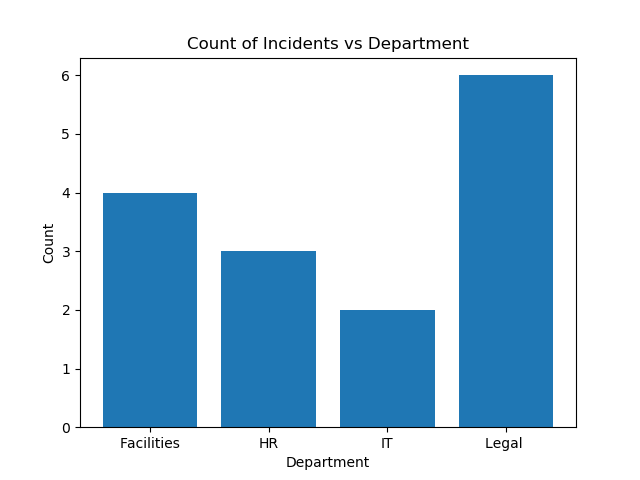 Count of Incidents vs Department
Count
6
5
4
3
2
1
0
Facilities HR IT Legal
Department